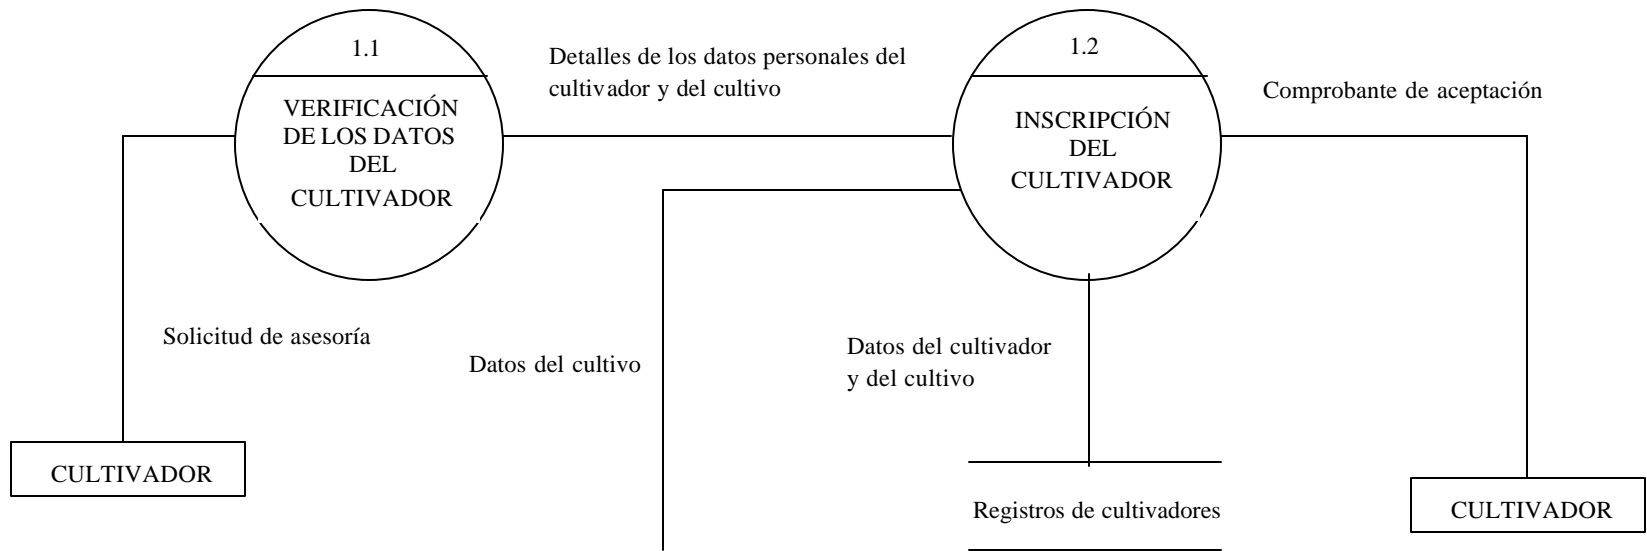 1.1
VERIFICACIÓN
DE LOS DATOS
DEL
CULTIVADOR
Detalles de los datos personales del
cultivador y del cultivo
1.2
INSCRIPCIÓN
DEL
CULTIVADOR
Comprobante de aceptación
Solicitud de asesoría
Datos del cultivo
Datos del cultivador
y del cultivo
CULTIVADOR
Registros de cultivadores
CULTIVADOR